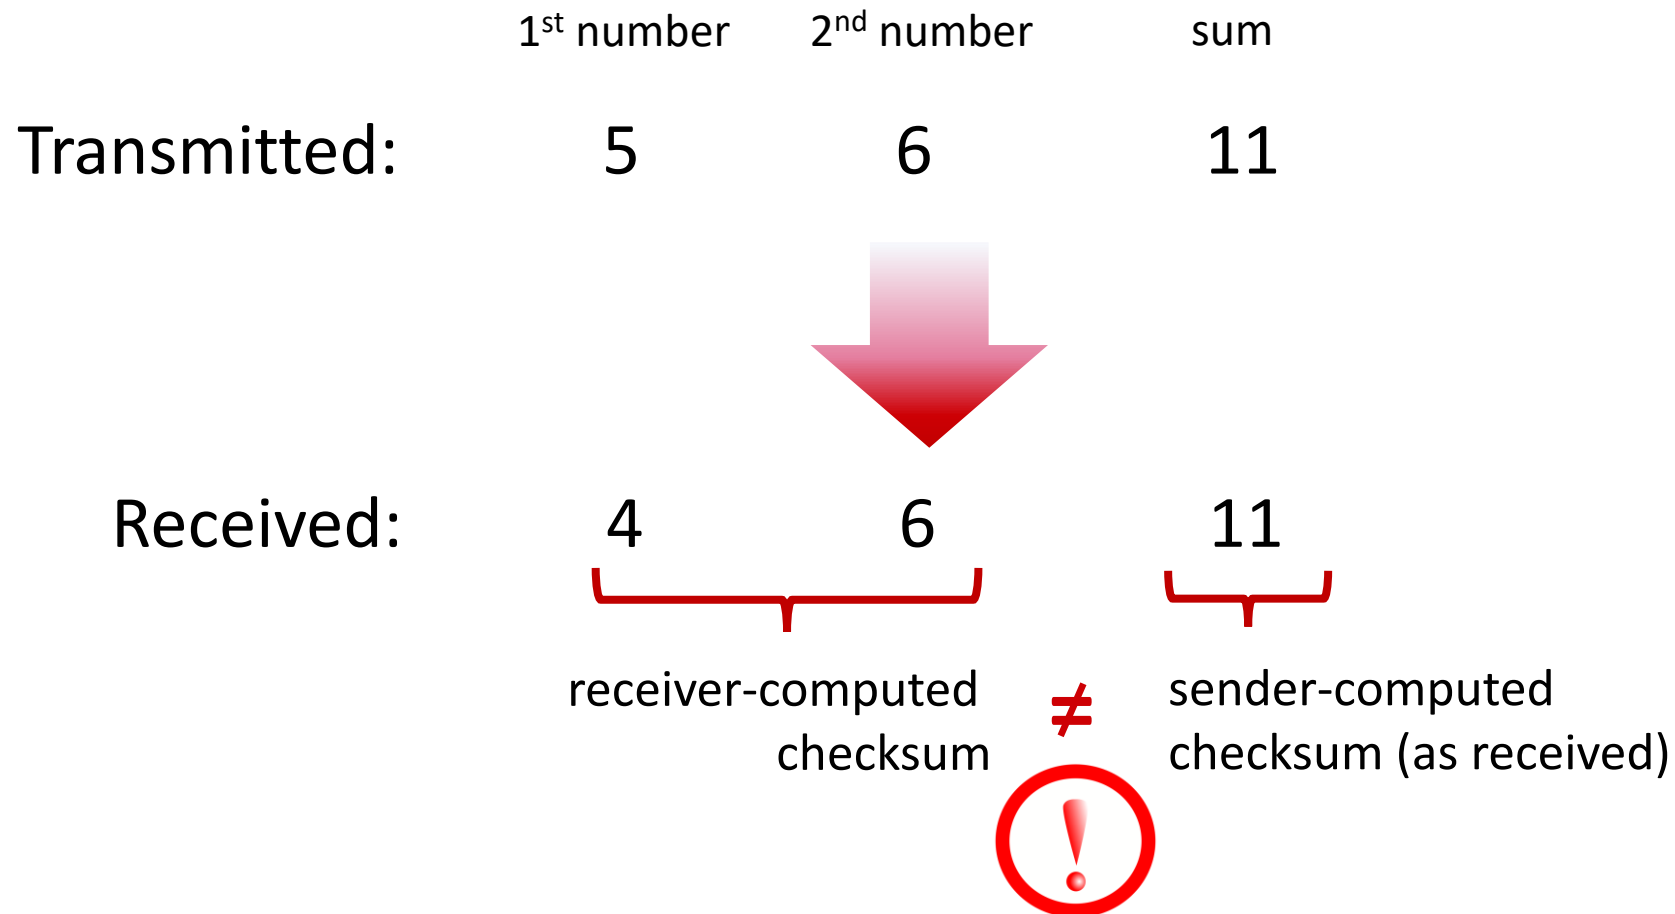 1st number 2nd number sum
Transmitted: 5 6 11
Received: 4 6 11
receiver-computed ≠ sender-computed
checksum checksum (as received)
!